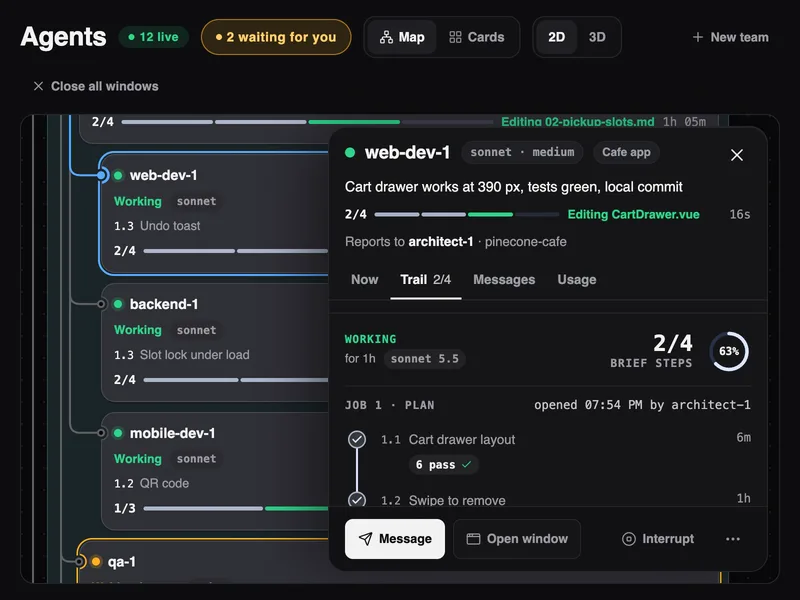 Agents
12 live
2 waiting for you
Map
Cards
2D
3D
New team
Close all windows
2/4
Editing 02-pickup-slots.md
1h 05m
web-dev-1
Working
sonnet
1.3 Undo toast
2/4
backend-1
Working
sonnet
1.3 Slot lock under load
2/4
mobile-dev-1
Working
sonnet
1.2 QR code
1/3
qa-1
web-dev-1
sonnet · medium
Cafe app
Cart drawer works at 390 px, tests green, local commit
2/4
Editing CartDrawer.vue
16s
Reports to architect-1 · pinecone-cafe
Now
Trail 2/4
Messages
Usage
WORKING
for 1h
sonnet 5.5
2/4
BRIEF STEPS
63%
JOB 1 · PLAN
opened 07:54 PM by architect-1
1.1 Cart drawer layout
6m
6 pass ✓
1.2 Swipe to remove
1h
Message
Open window
Interrupt